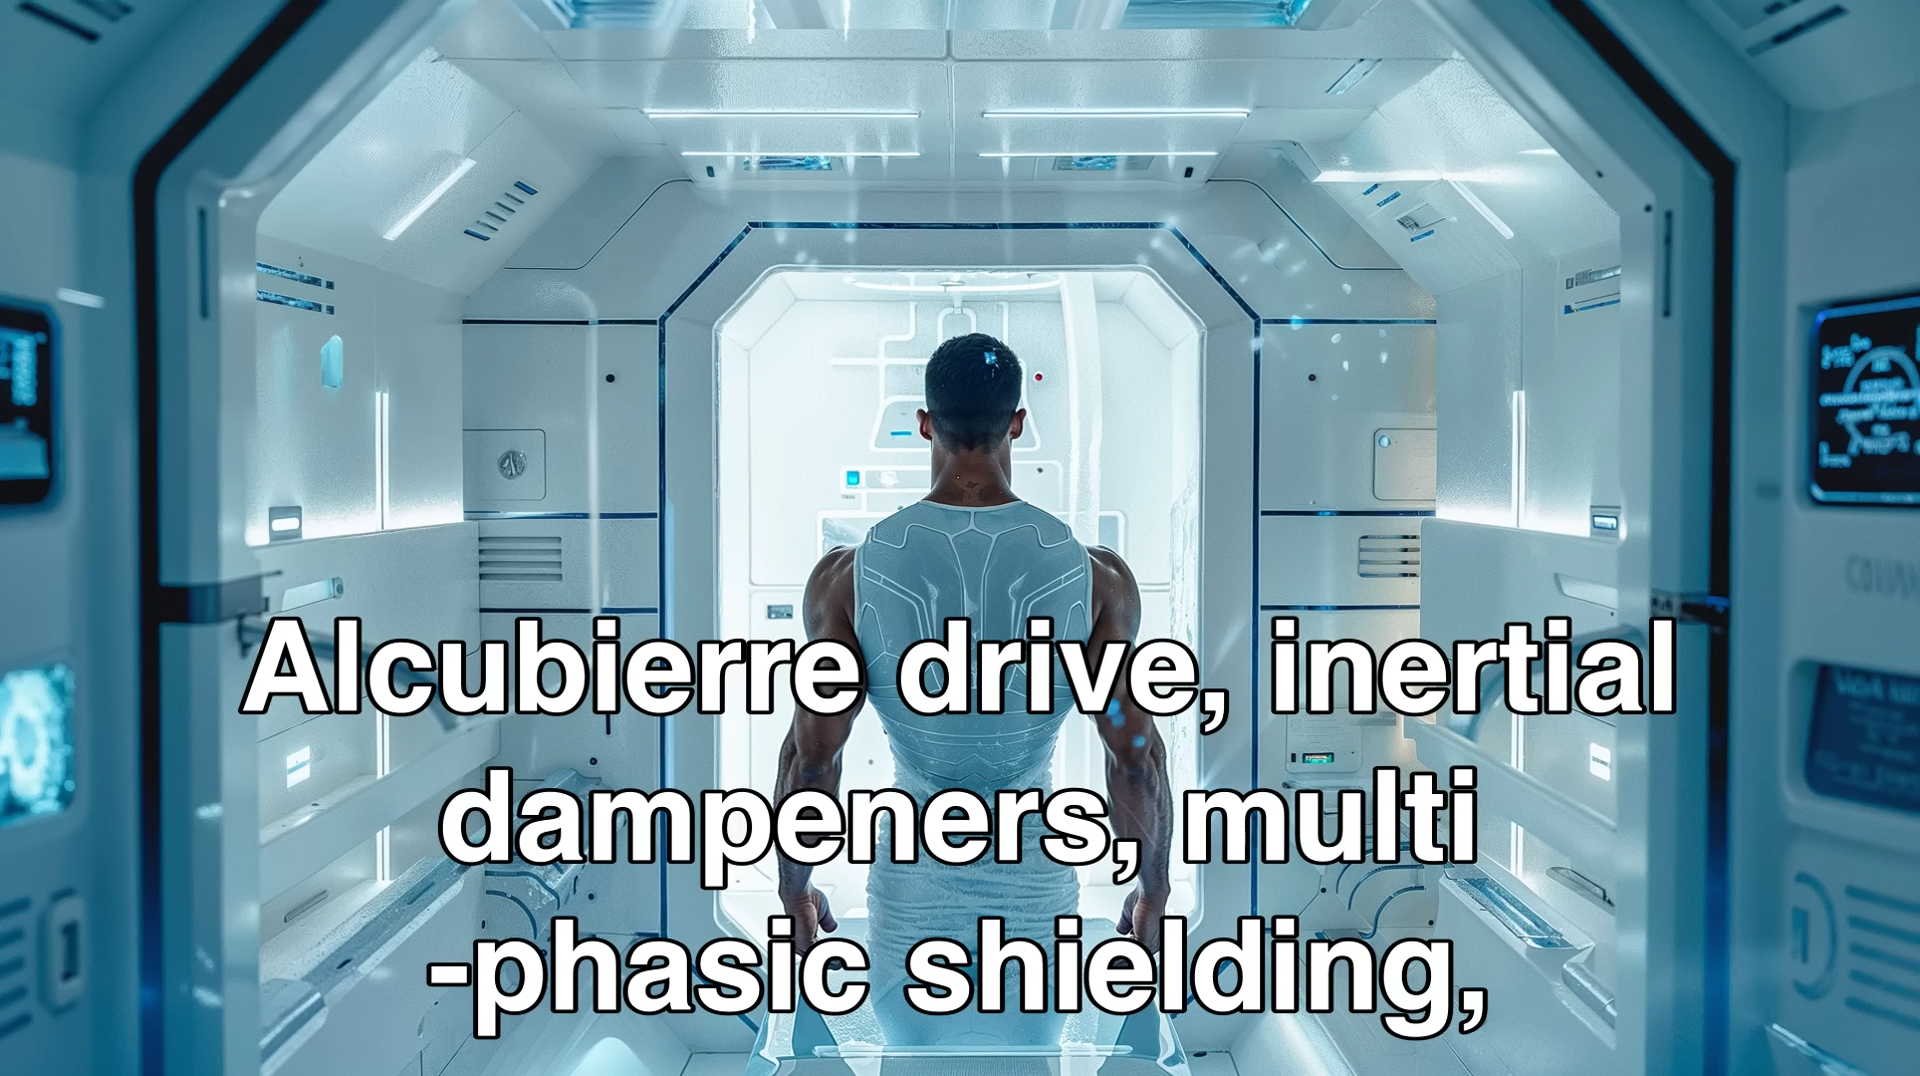 Alcubierre drive, inertial
dampeners, multi
-phasic shielding,